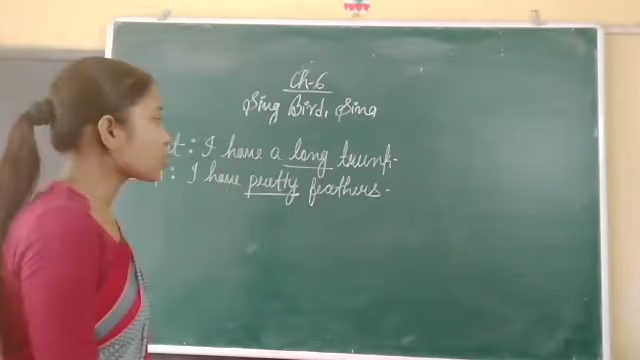 Ch-6
Sing Bird, Sing
t : I have a long trunk.
: I have pretty feathers.